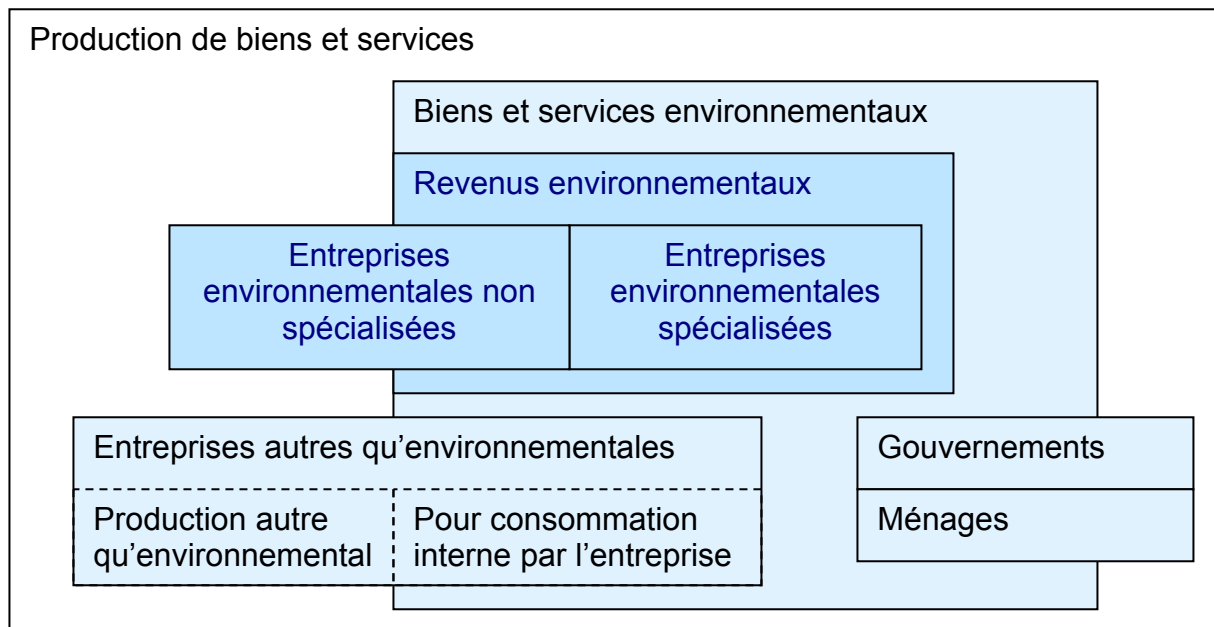 Production de biens et services
Biens et services environnementaux
Revenus environnementaux
Entreprises
environnementales non
spécialisées
Entreprises
environnementales
spécialisées
Entreprises autres qu’environnementales
Production autre
qu’environnemental
Pour consommation
interne par l’entreprise
Gouvernements
Ménages